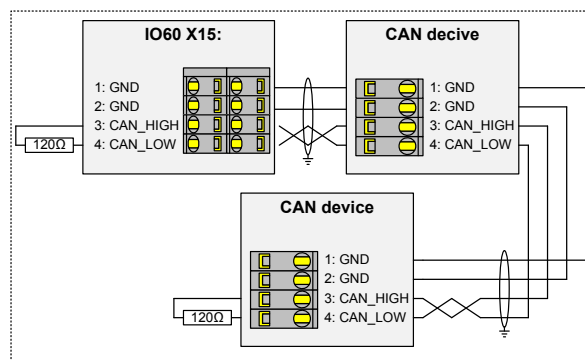 IO60 X15:
1: GND
2: GND
3: CAN_HIGH
4: CAN_LOW
120Ω
CAN decive
1: GND
2: GND
3: CAN_HIGH
4: CAN_LOW
CAN device
1: GND
2: GND
3: CAN_HIGH
4: CAN_LOW
120Ω